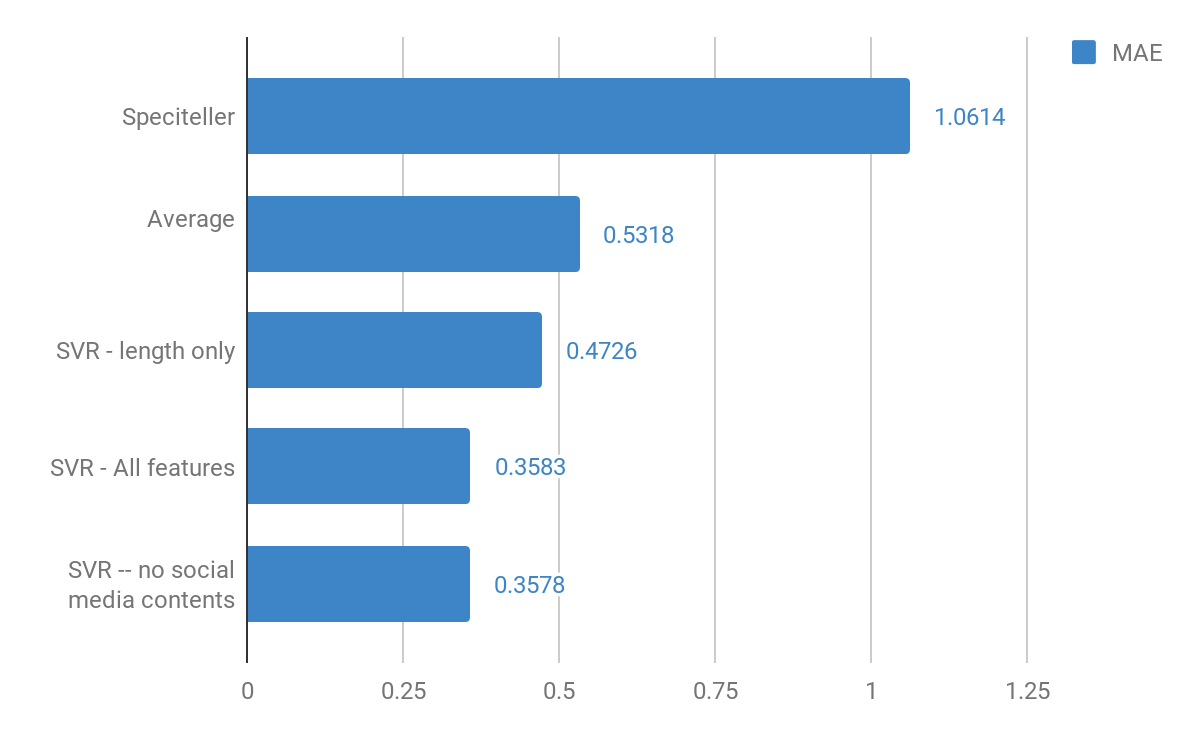 MAE
Speciteller
1.0614
Average
0.5318
SVR - length only
0.4726
SVR - All features
0.3583
SVR -- no social
media contents
0.3578
0
0.25
0.5
0.75
1
1.25